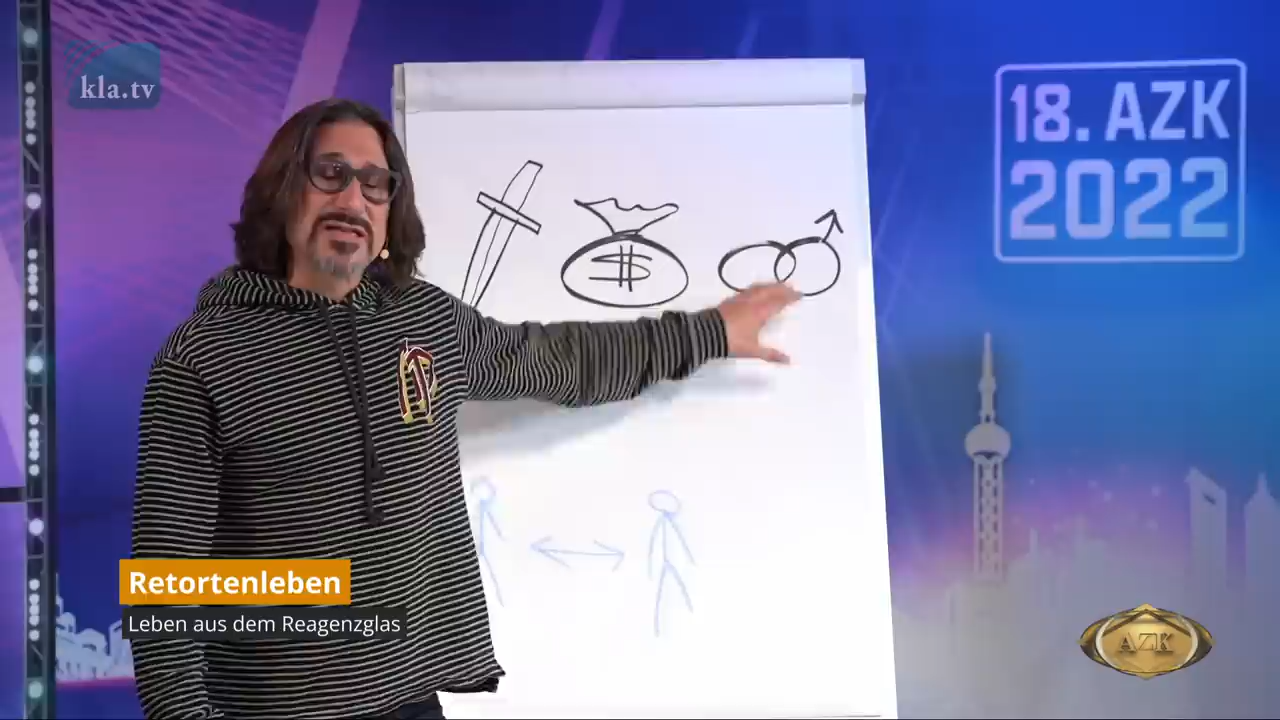 kla.tv
18. AZK
2022
$
Retortenleben
Leben aus dem Reagenzglas
AZK